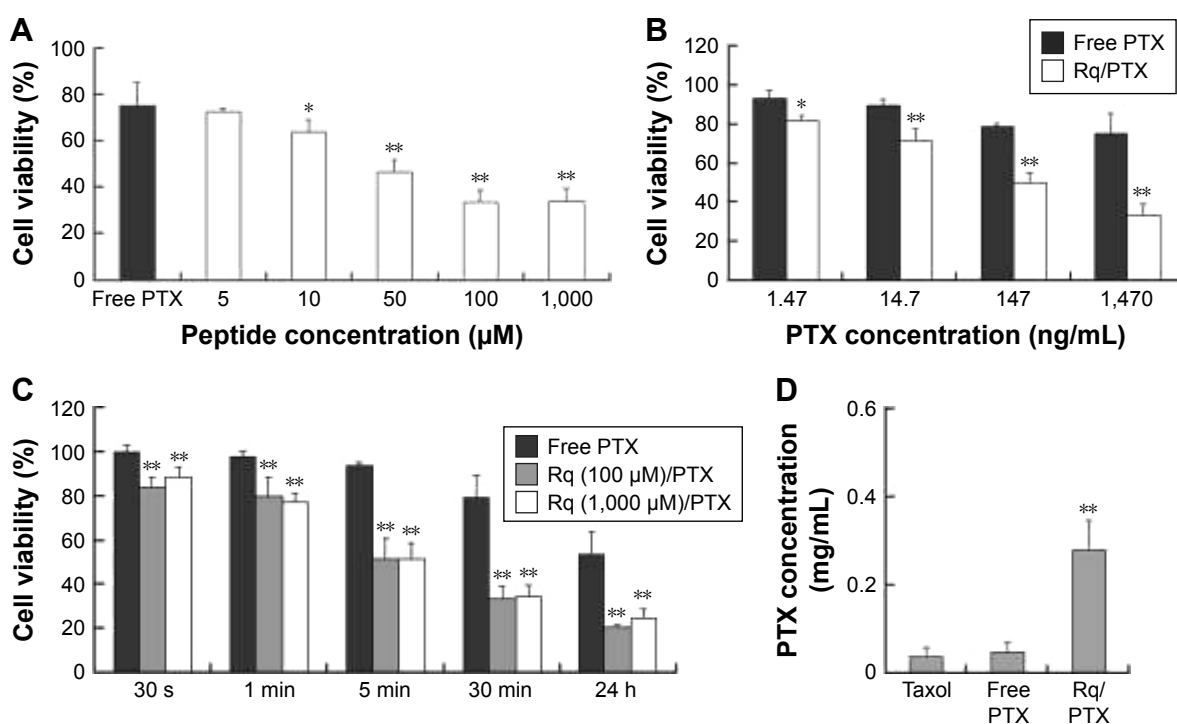 A
Cell viability (%)
100
80
60
40
20
0
*
**
**
**
Free PTX 5 10 50 100 1,000
Peptide concentration (µM)
B
Cell viability (%)
120
100
80
60
40
20
0
Free PTX
Rq/PTX
*
**
**
**
1.47 14.7 147 1,470
PTX concentration (ng/mL)
C
Cell viability (%)
120
100
80
60
40
20
0
Free PTX
Rq (100 µM)/PTX
Rq (1,000 µM)/PTX
** **
** **
** **
** **
** **
30 s 1 min 5 min 30 min 24 h
D
PTX concentration
(mg/mL)
0.6
0.4
0.2
0
**
Taxol Free Rq/
PTX PTX